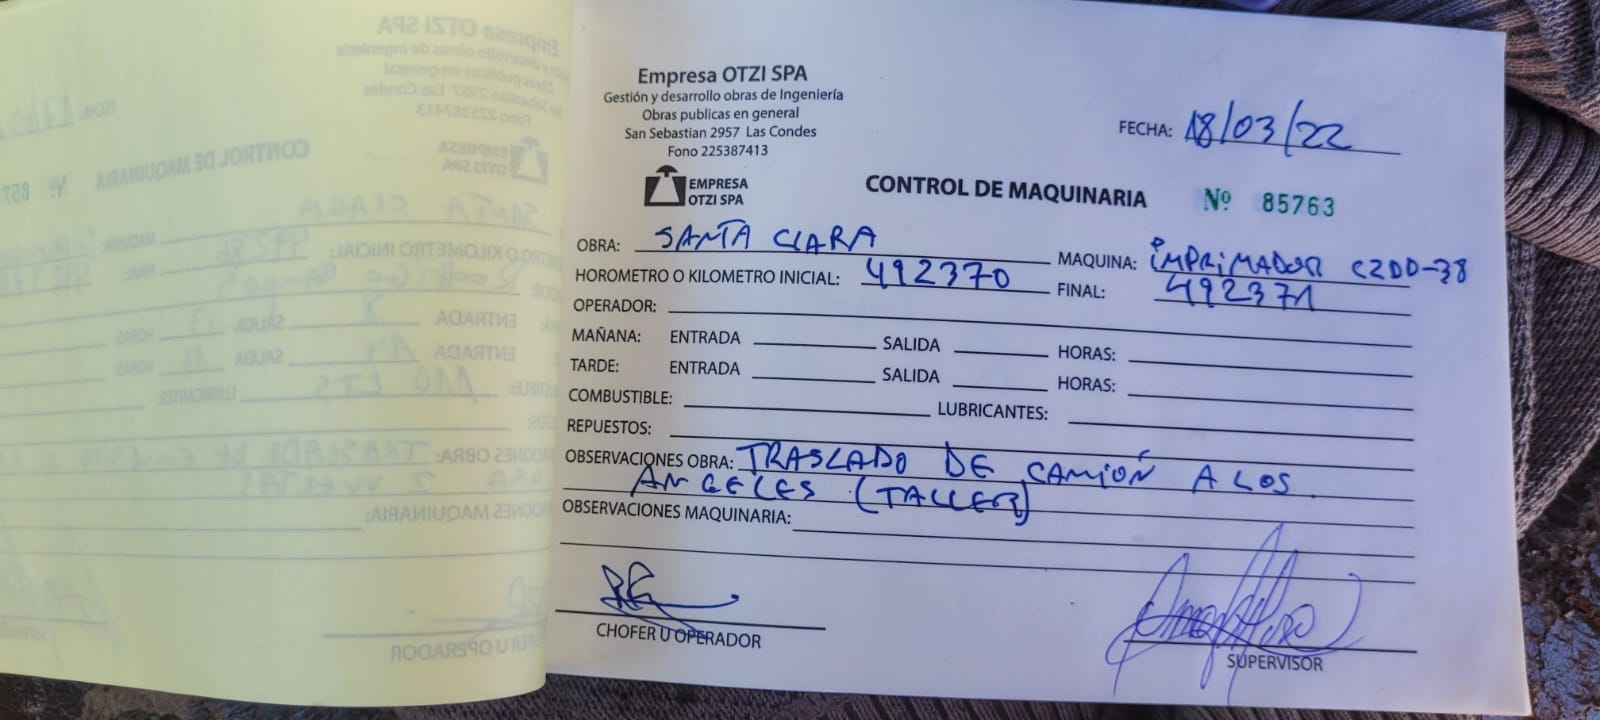 Empresa OTZI SPA
Gestión y desarrollo obras de Ingeniería
Obras publicas en general
San Sebastian 2957 Las Condes
Fono 225387413
EMPRESA
OTZI SPA
FECHA: 18/03/22
CONTROL DE MAQUINARIA Nº 85763
OBRA: SANTA CLARA MAQUINA: IMPRIMADOR CZDD-38
HOROMETRO O KILOMETRO INICIAL: 492370 FINAL: 492371
OPERADOR:
MAÑANA: ENTRADA SALIDA HORAS:
TARDE: ENTRADA SALIDA HORAS:
COMBUSTIBLE: LUBRICANTES:
REPUESTOS:
OBSERVACIONES OBRA: TRASLADO DE CAMIÓN A LOS
ANGELES (TALLER)
OBSERVACIONES MAQUINARIA:
CHOFER U OPERADOR
SUPERVISOR